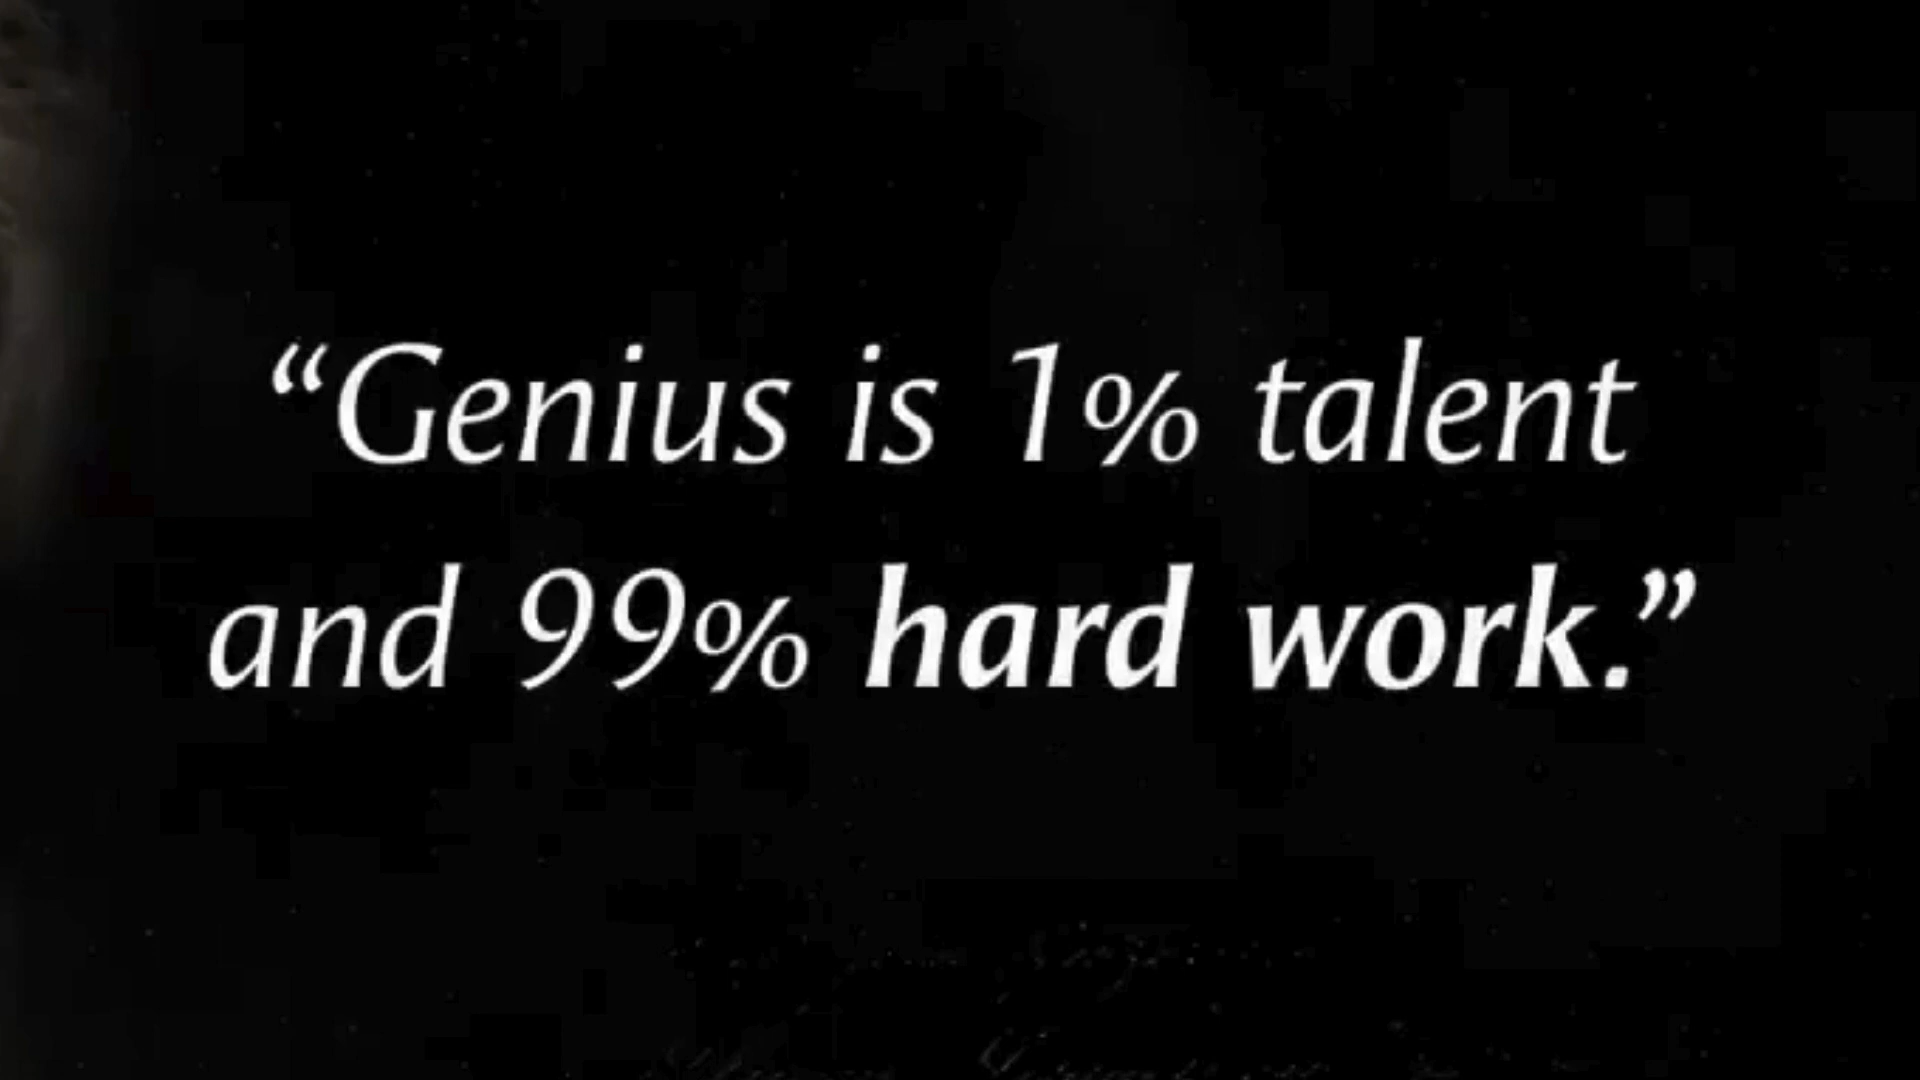 “Genius is 1% talent
and 99% hard work.”